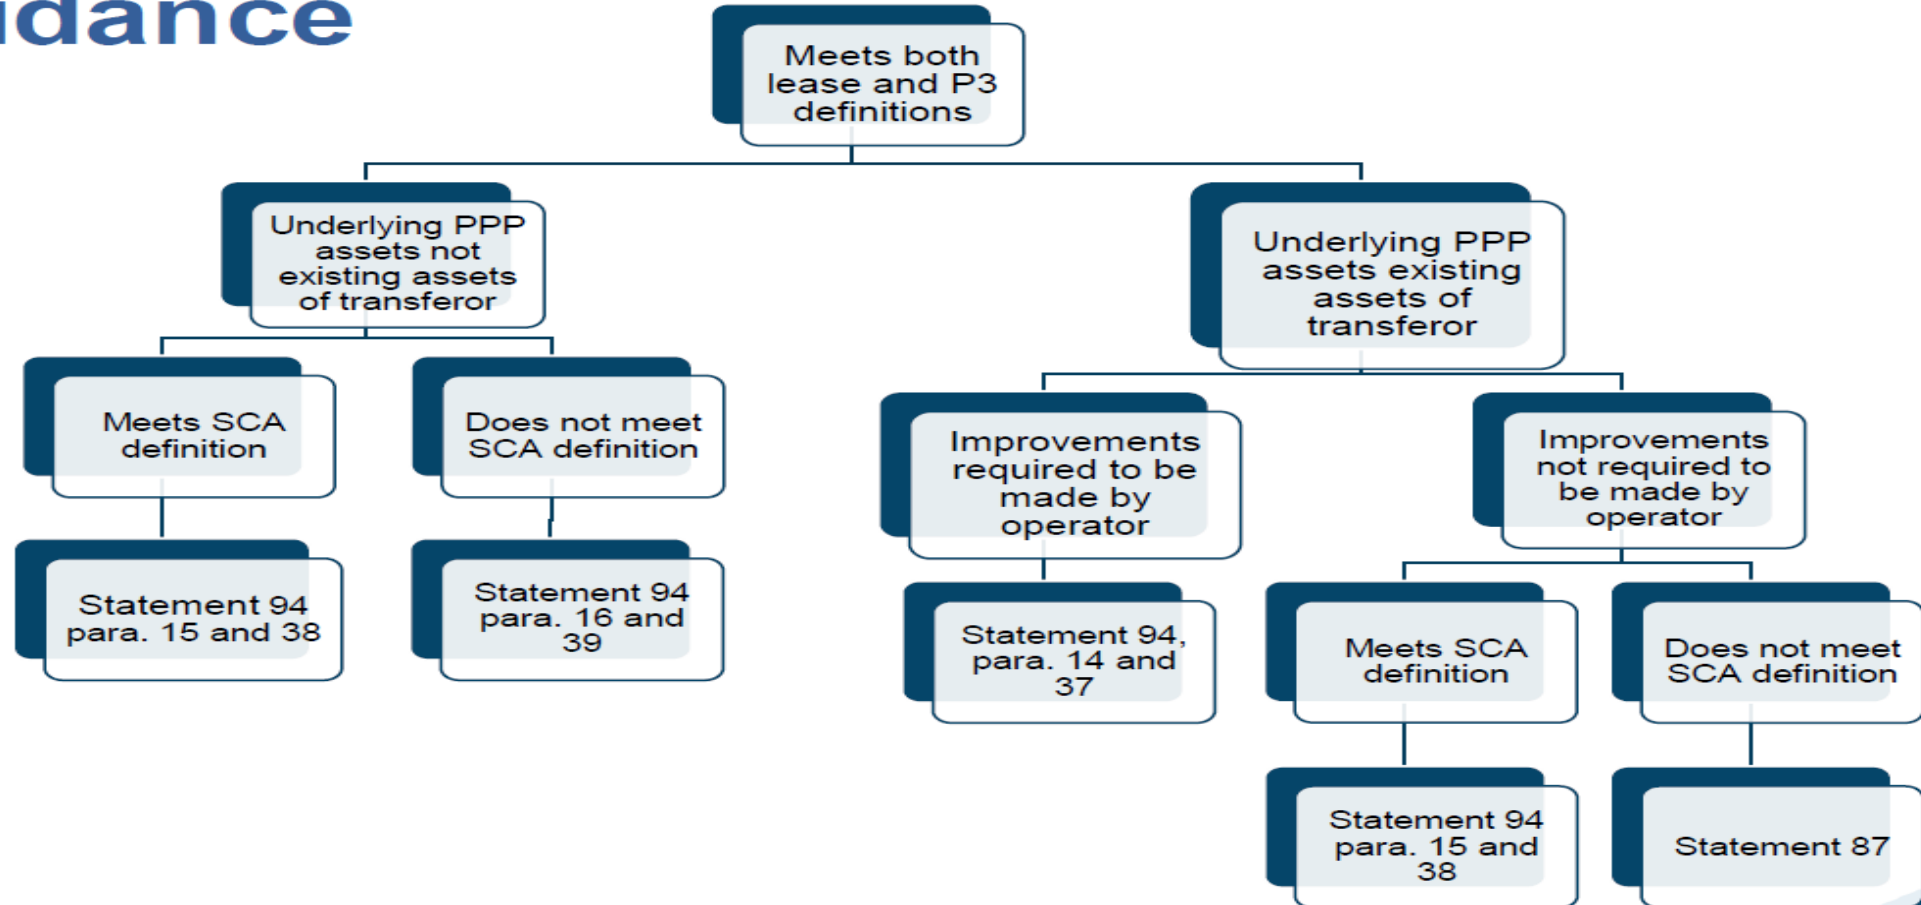 idance
Meets both
lease and P3
definitions
Underlying PPP
assets not
existing assets
of transferor
Underlying PPP
assets existing
assets of
transferor
Meets SCA
definition
Does not meet
SCA definition
Improvements
required to be
made by
operator
Improvements
not required to
be made by
operator
Statement 94
para. 15 and 38
Statement 94
para. 16 and
39
Statement 94,
para. 14 and
37
Meets SCA
definition
Does not meet
SCA definition
Statement 94
para. 15 and
38
Statement 87